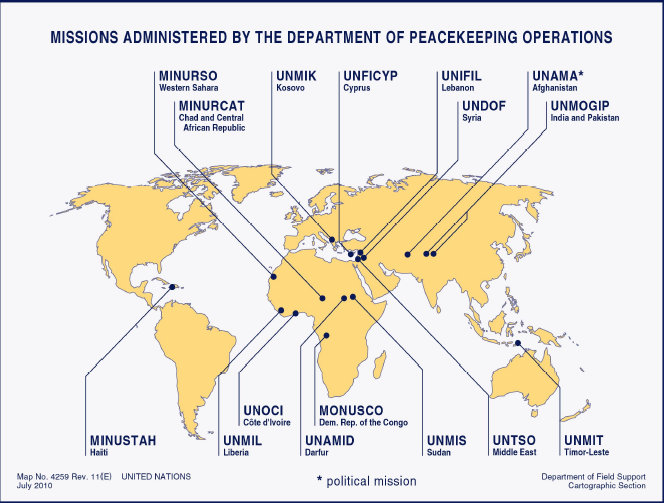 MISSIONS ADMINISTERED BY THE DEPARTMENT OF PEACEKEEPING OPERATIONS
MINURSO
Western Sahara
UNMIK
Kosovo
UNFICYP
Cyprus
UNIFIL
Lebanon
UNAMA*
Afghanistan
MINURCAT
Chad and Central
African Republic
UNDOF
Syria
UNMOGIP
India and Pakistan
UNOCI
Côte d'Ivoire
MONUSCO
Dem. Rep. of the Congo
MINUSTAH
Haiti
UNMIL
Liberia
UNAMID
Darfur
UNMIS
Sudan
UNTSO
Middle East
UNMIT
Timor-Leste
Map No. 4259 Rev. 11(E) UNITED NATIONS
July 2010
* political mission
Department of Field Support
Cartographic Section